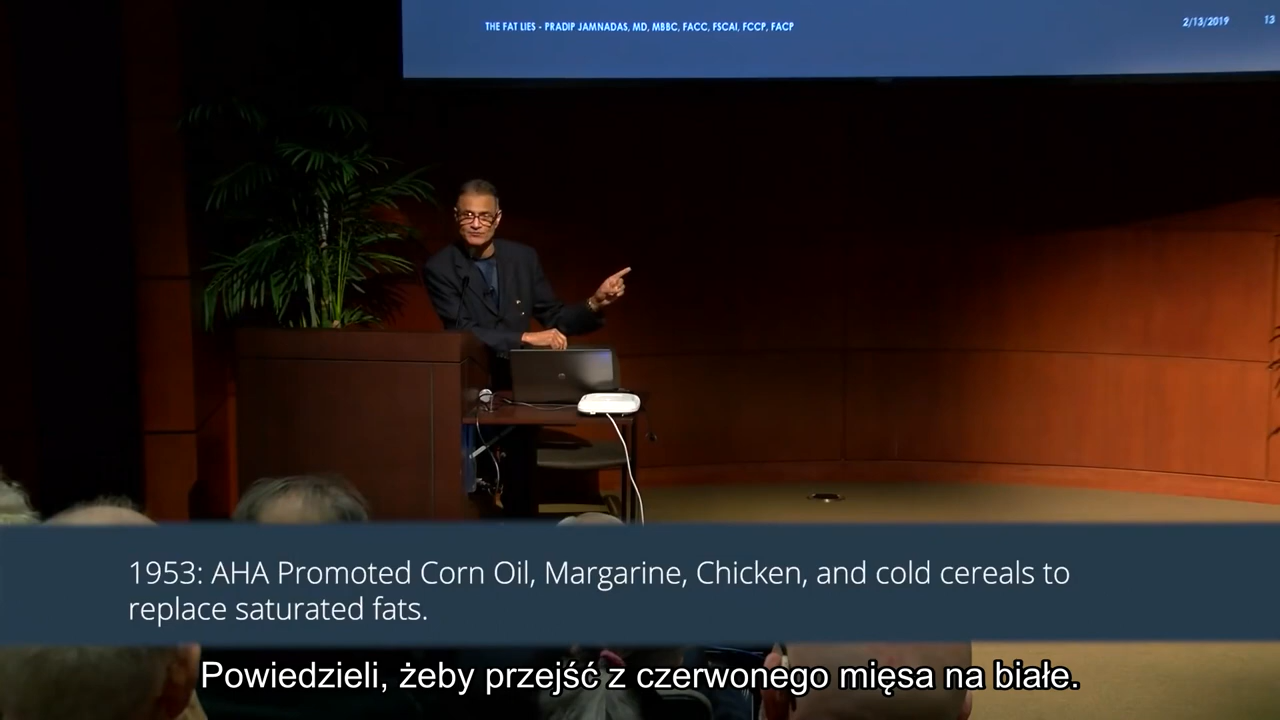 THE FAT LIES - PRADIP JAMNADAS, MD, MBBC, FACC, FSCAI, FCCP, FACP
2/13/2019
13
1953: AHA Promoted Corn Oil, Margarine, Chicken, and cold cereals to
replace saturated fats.
Powiedzieli, żeby przejść z czerwonego mięsa na białe.